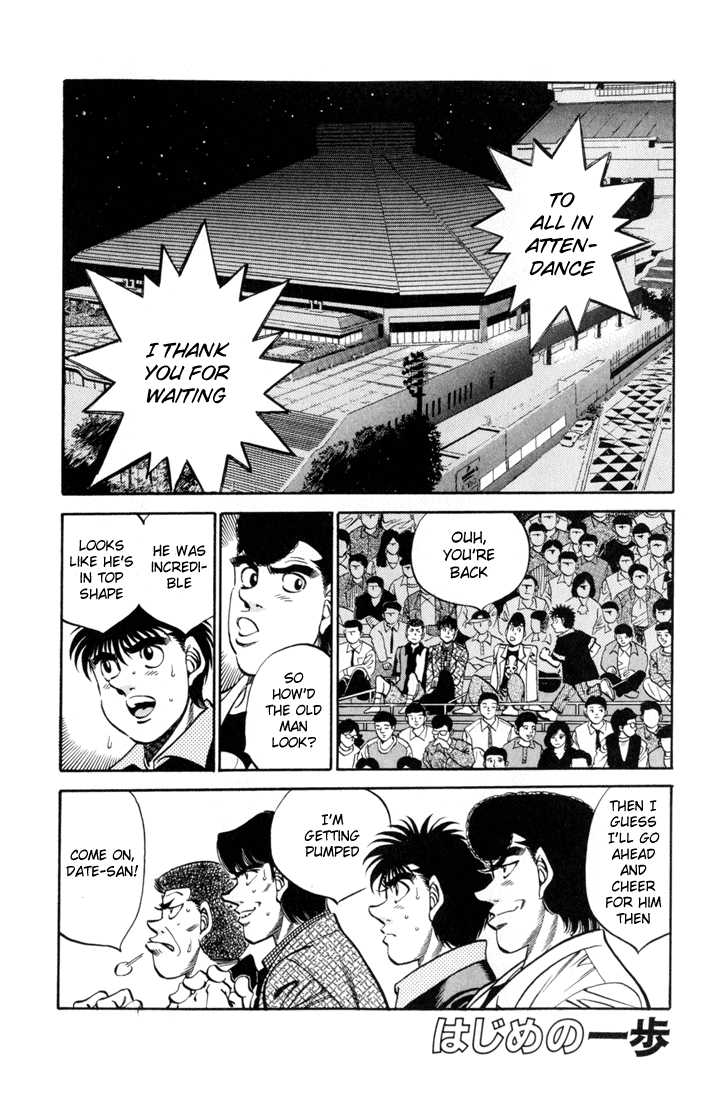 TO
ALL IN
ATTEN-
DANCE
I THANK
YOU FOR
WAITING
OUH,
YOU'RE
BACK
SO
HOW'D
THE OLD
MAN
LOOK?
HE WAS
INCREDI-
BLE
LOOKS
LIKE HE'S
IN TOP
SHAPE
THEN I
GUESS
I'LL GO
AHEAD
AND
CHEER
FOR HIM
THEN
I'M
GETTING
PUMPED
COME ON,
DATE-SAN!
はじめの一歩